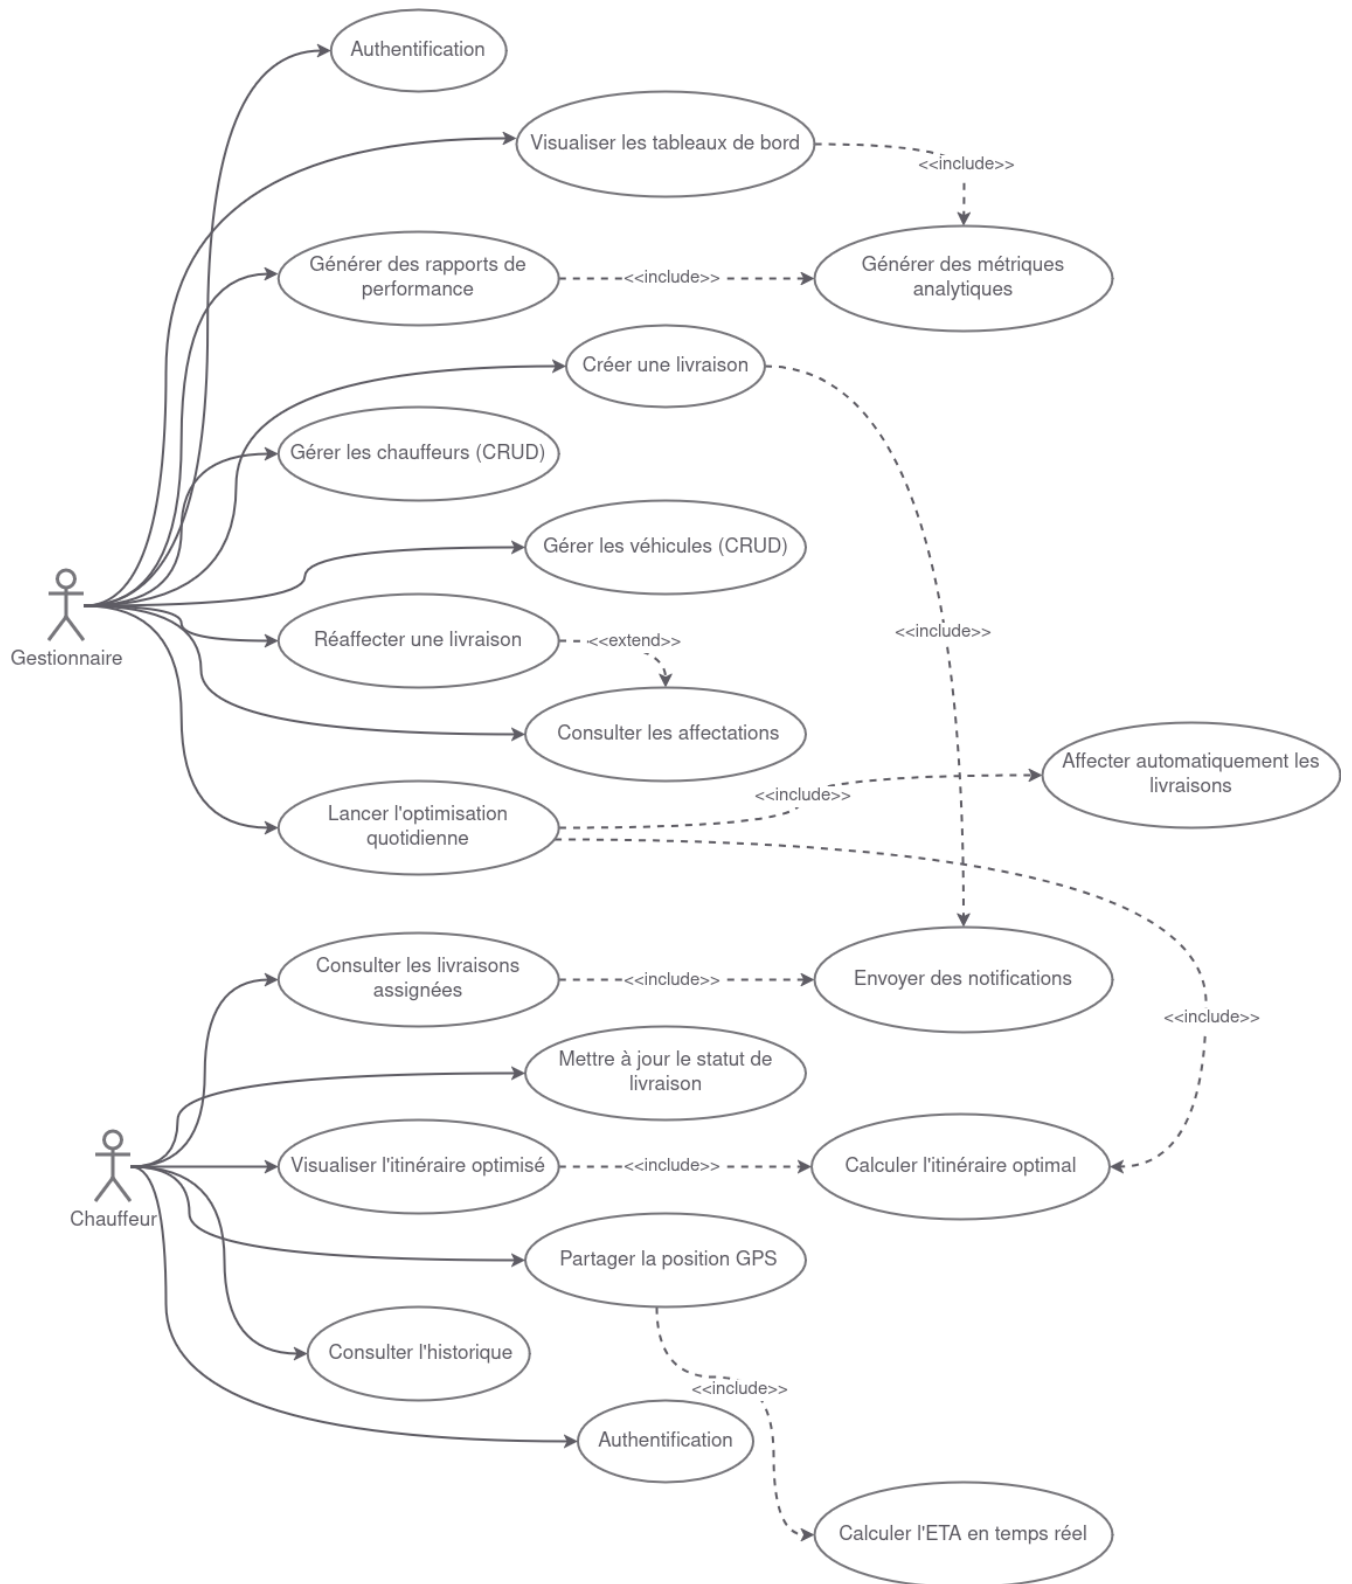 Authentification
Visualiser les tableaux de bord
<<include>>
Générer des rapports de
performance
<<include>>
Générer des métriques
analytiques
Créer une livraison
Gérer les chauffeurs (CRUD)
Gérer les véhicules (CRUD)
<<include>>
Gestionnaire
Réaffecter une livraison
<<extend>>
Consulter les affectations
Affecter automatiquement les
livraisons
<<include>>
Lancer l'optimisation
quotidienne
Consulter les livraisons
assignées
<<include>>
Envoyer des notifications
<<include>>
Mettre à jour le statut de
livraison
Chauffeur
Visualiser l'itinéraire optimisé
<<include>>
Calculer l'itinéraire optimal
Partager la position GPS
Consulter l'historique
<<include>>
Authentification
Calculer l'ETA en temps réel